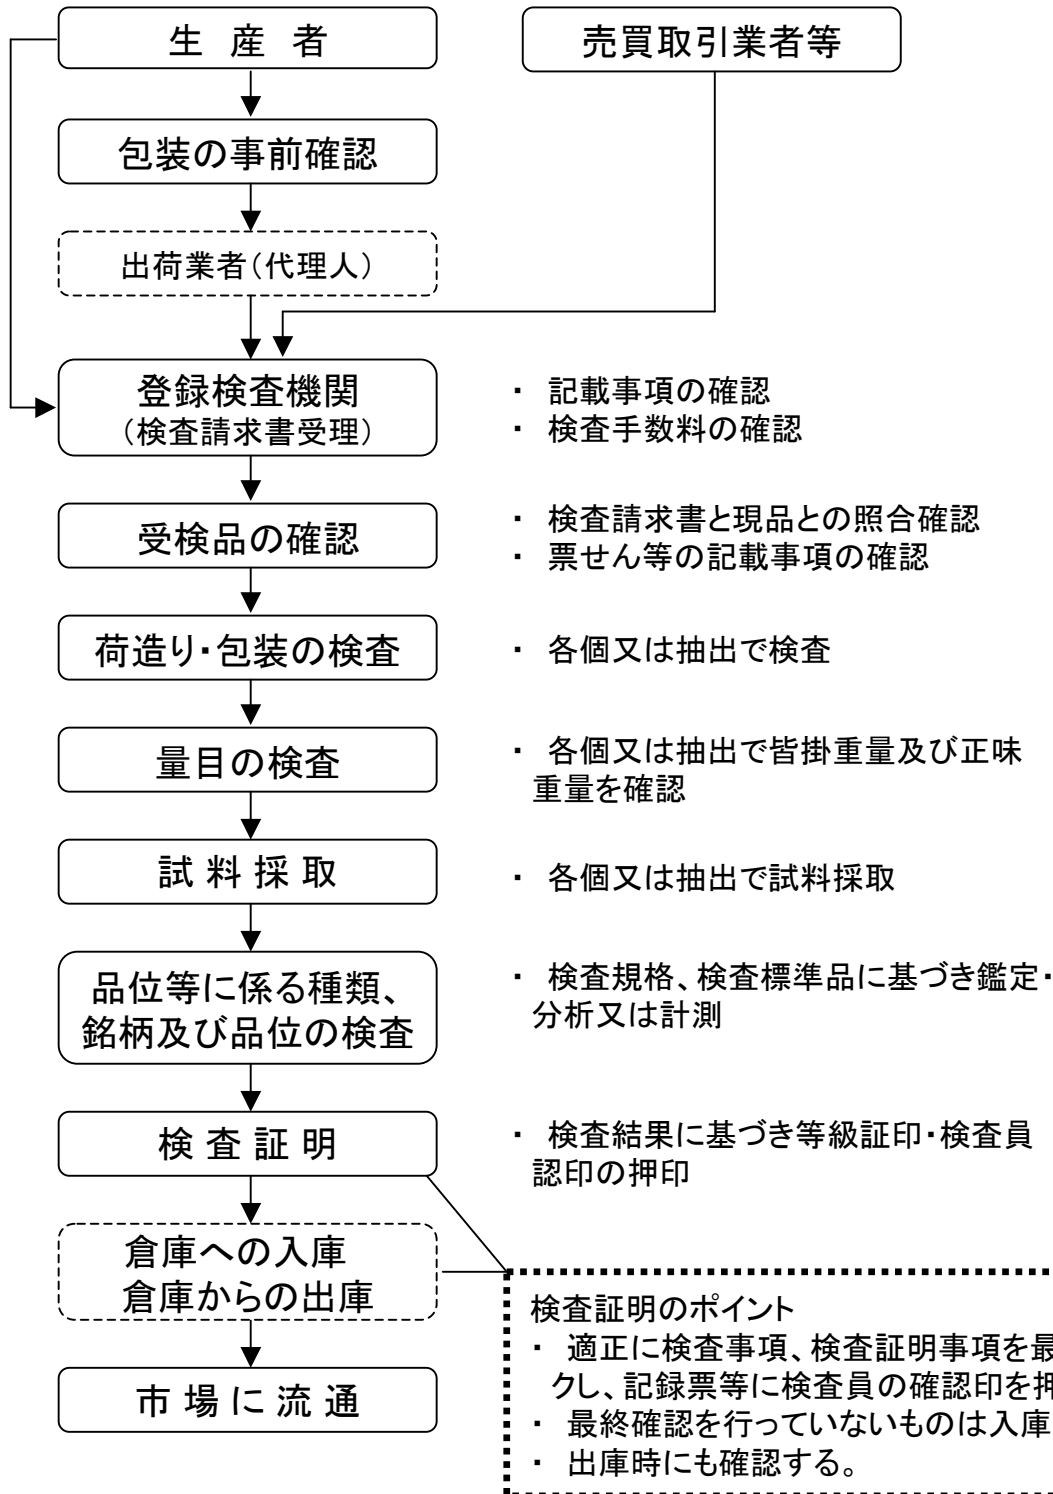 生 産 者
売買取引業者等
包装の事前確認
出荷業者（代理人）
登録検査機関
（検査請求書受理）
・ 記載事項の確認
・ 検査手数料の確認
受検品の確認
・ 検査請求書と現品との照合確認
・ 票せん等の記載事項の確認
荷造り・包装の検査
・ 各個又は抽出で検査
量目の検査
・ 各個又は抽出で皆掛重量及び正味
重量を確認
試 料 採 取
・ 各個又は抽出で試料採取
品位等に係る種類、
銘柄及び品位の検査
・ 検査規格、検査標準品に基づき鑑定・
分析又は計測
検 査 証 明
・ 検査結果に基づき等級証印・検査員
認印の押印
倉庫への入庫
倉庫からの出庫
市 場 に 流 通
検査証明のポイント
・ 適正に検査事項、検査証明事項を最
クし、記録票等に検査員の確認印を押
・ 最終確認を行っていないものは入庫
・ 出庫時にも確認する。